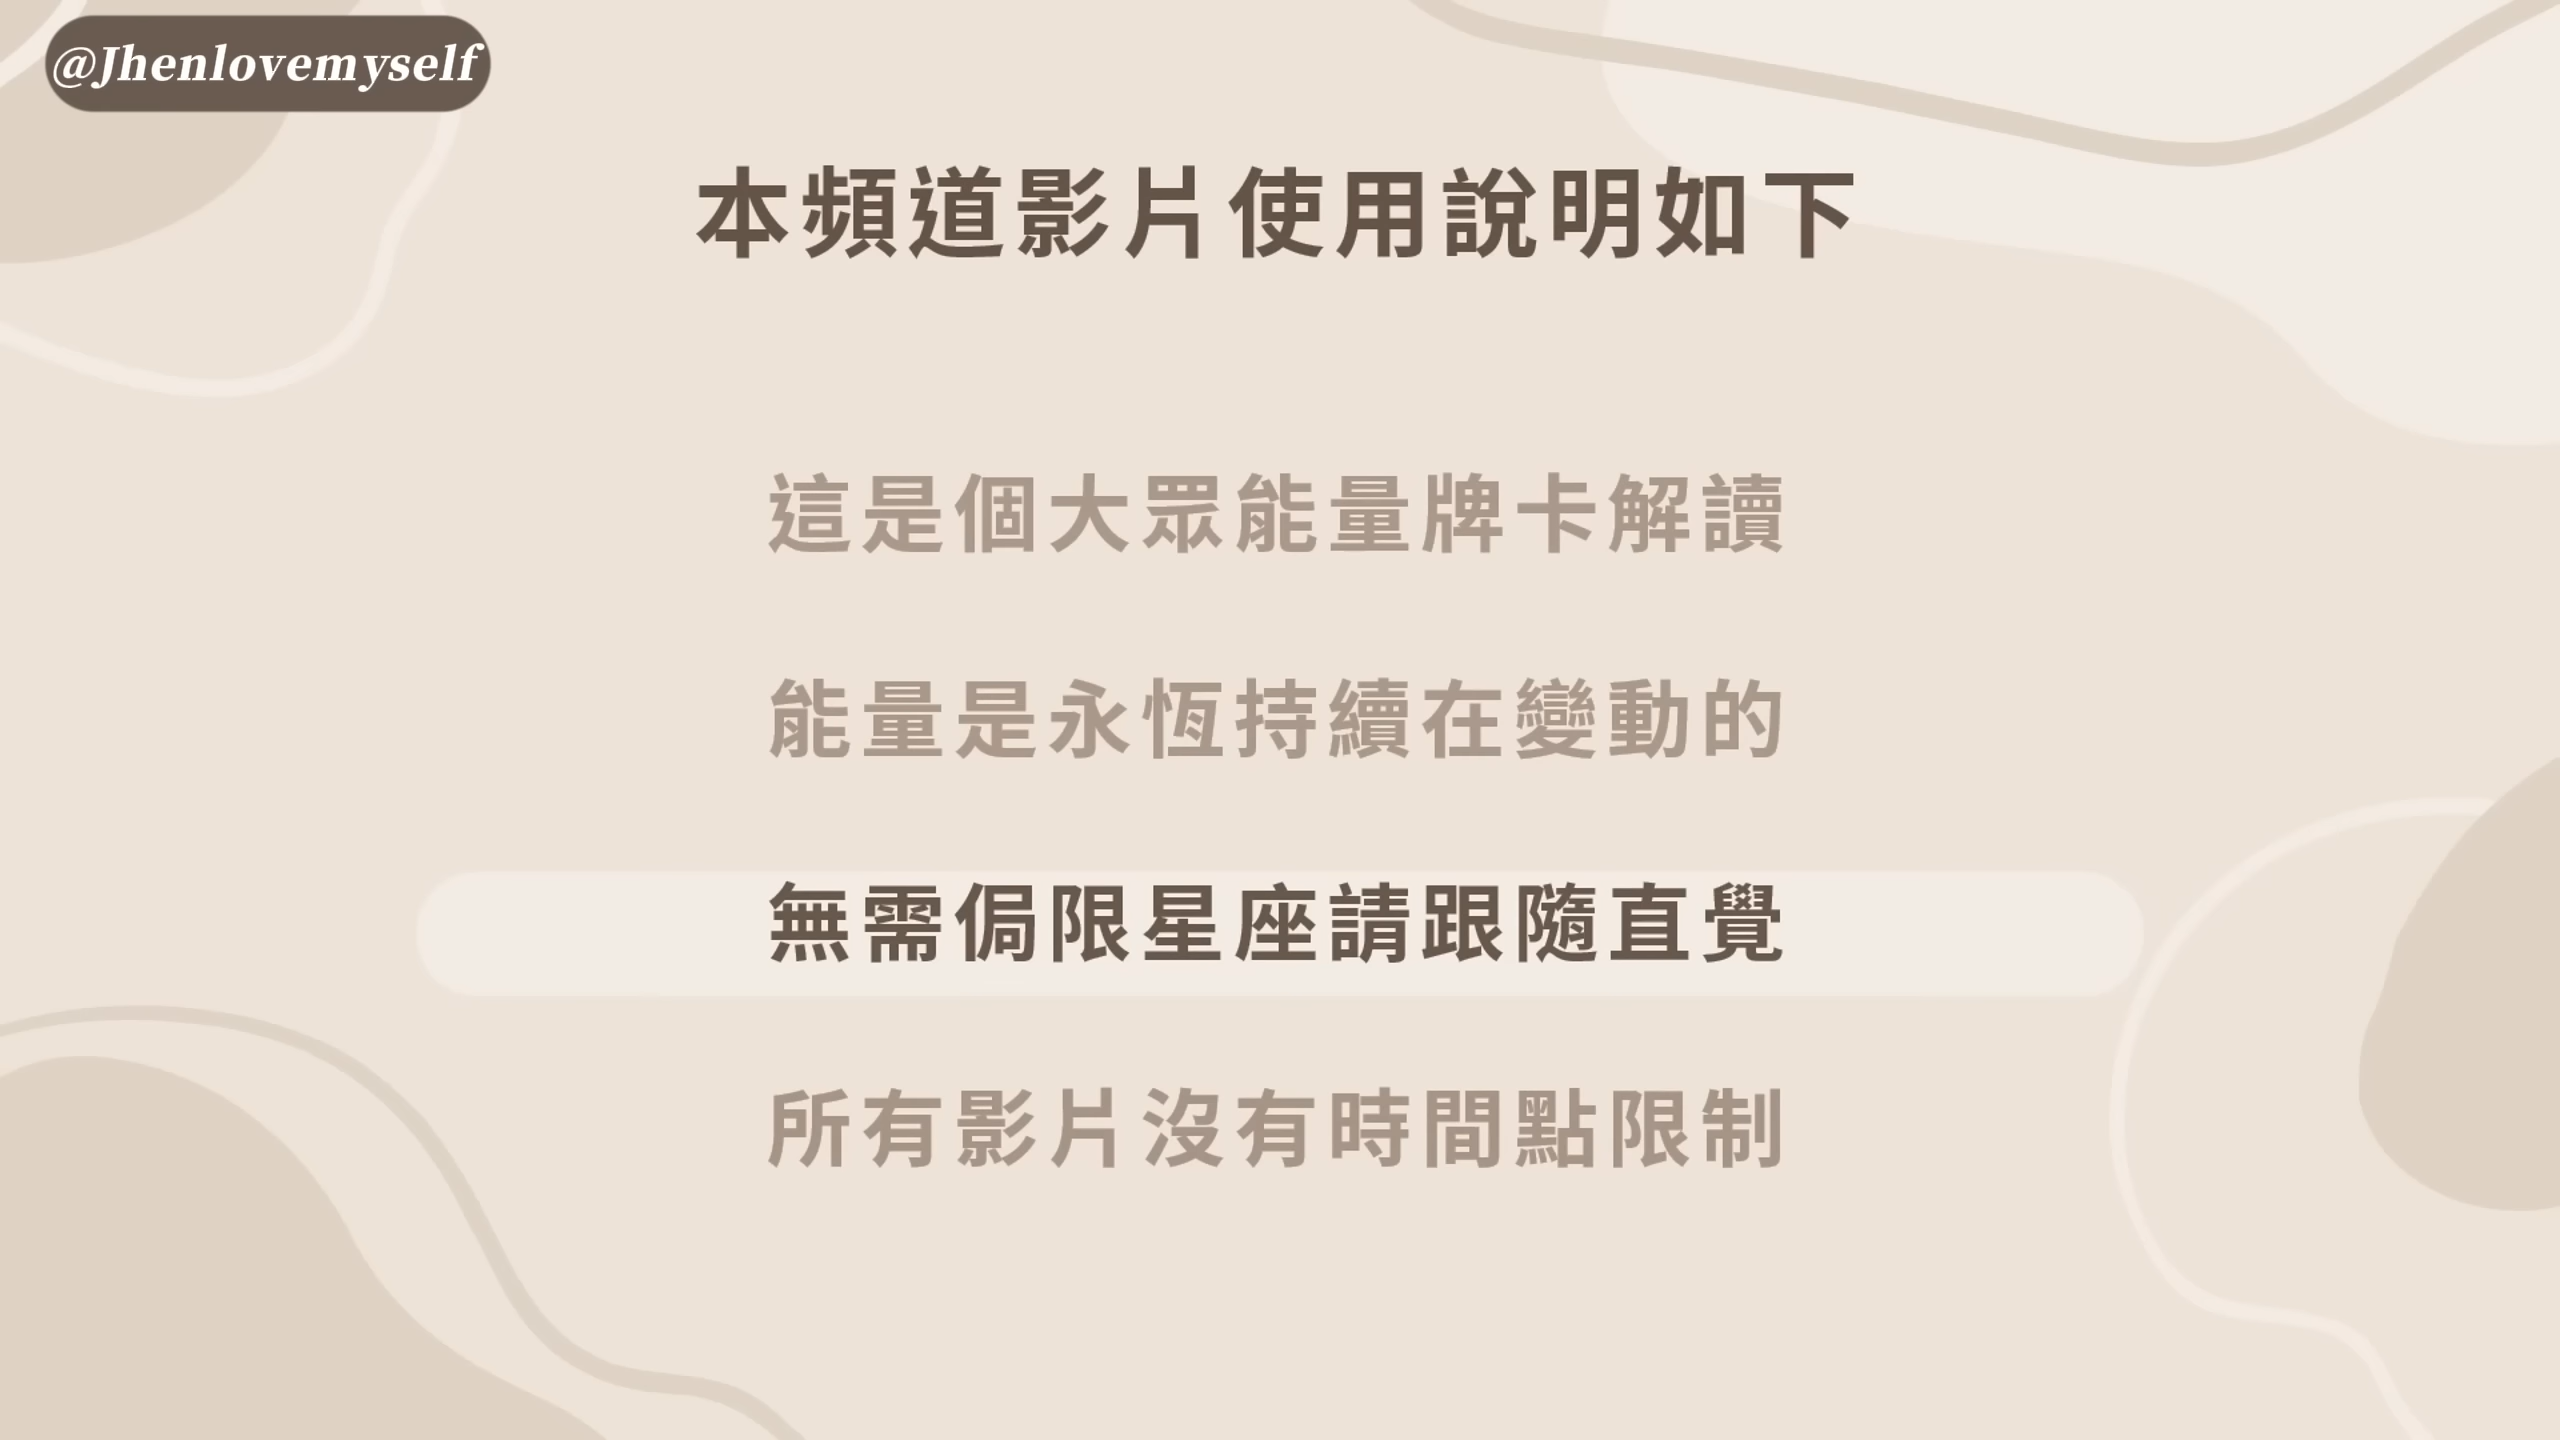 @Jhenlovemyself
本頻道影片使用說明如下
這是個大眾能量牌卡解讀
能量是永恆持續在變動的
無需侷限星座請跟隨直覺
所有影片沒有時間點限制